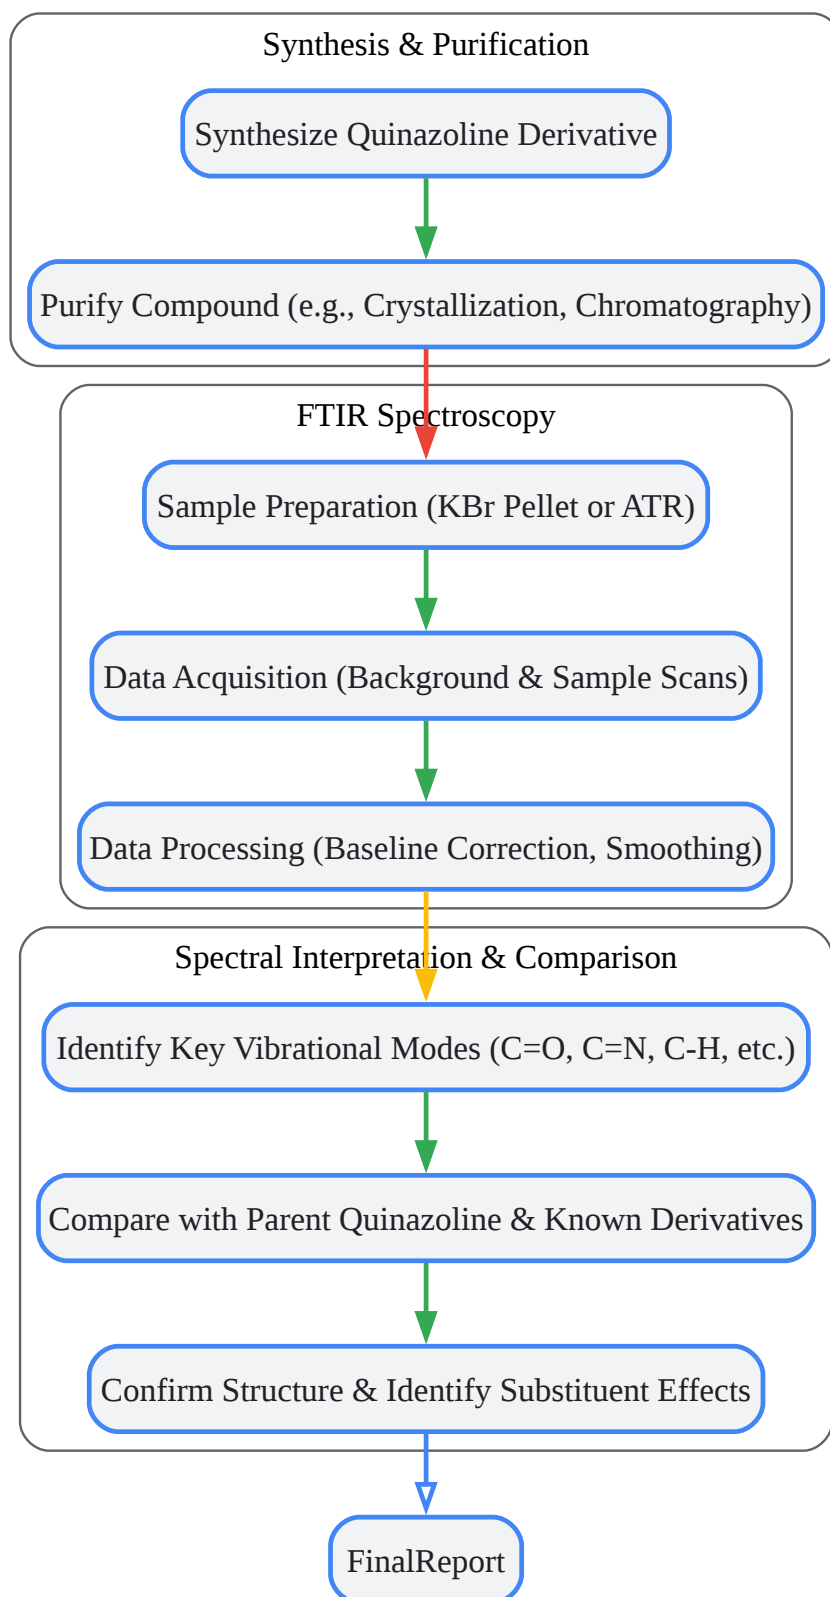 Synthesis & Purification
Synthesize Quinazoline Derivative
Purify Compound (e.g., Crystallization, Chromatography)
FTIR Spectroscopy
Sample Preparation (KBr Pellet or ATR)
Data Acquisition (Background & Sample Scans)
Data Processing (Baseline Correction, Smoothing)
Spectral Interpretation & Comparison
Identify Key Vibrational Modes (C=O, C=N, C-H, etc.)
Compare with Parent Quinazoline & Known Derivatives
Confirm Structure & Identify Substituent Effects
FinalReport